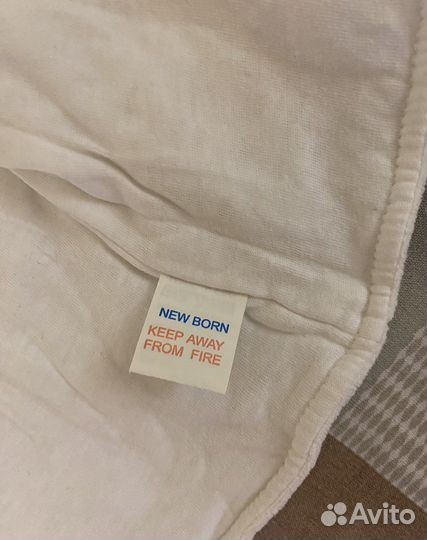 NEW BORN
KEEP AWAY
FROM FIRE
Avito